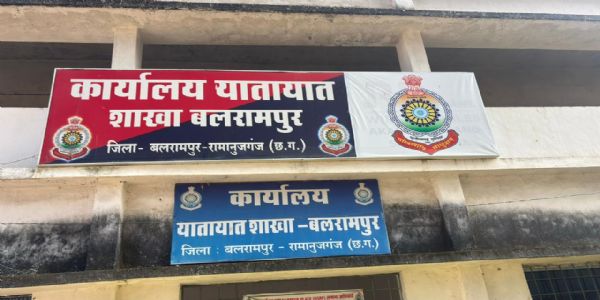 कार्यालय यातायात
शाखा बलरामपुर
जिला- बलरामपुर-रामानुजगंज (छ.ग.)
कार्यालय
यातायात शाखा -बलरामपुर
जिला : बलरामपुर - रामानुजगंज (छ.ग.)